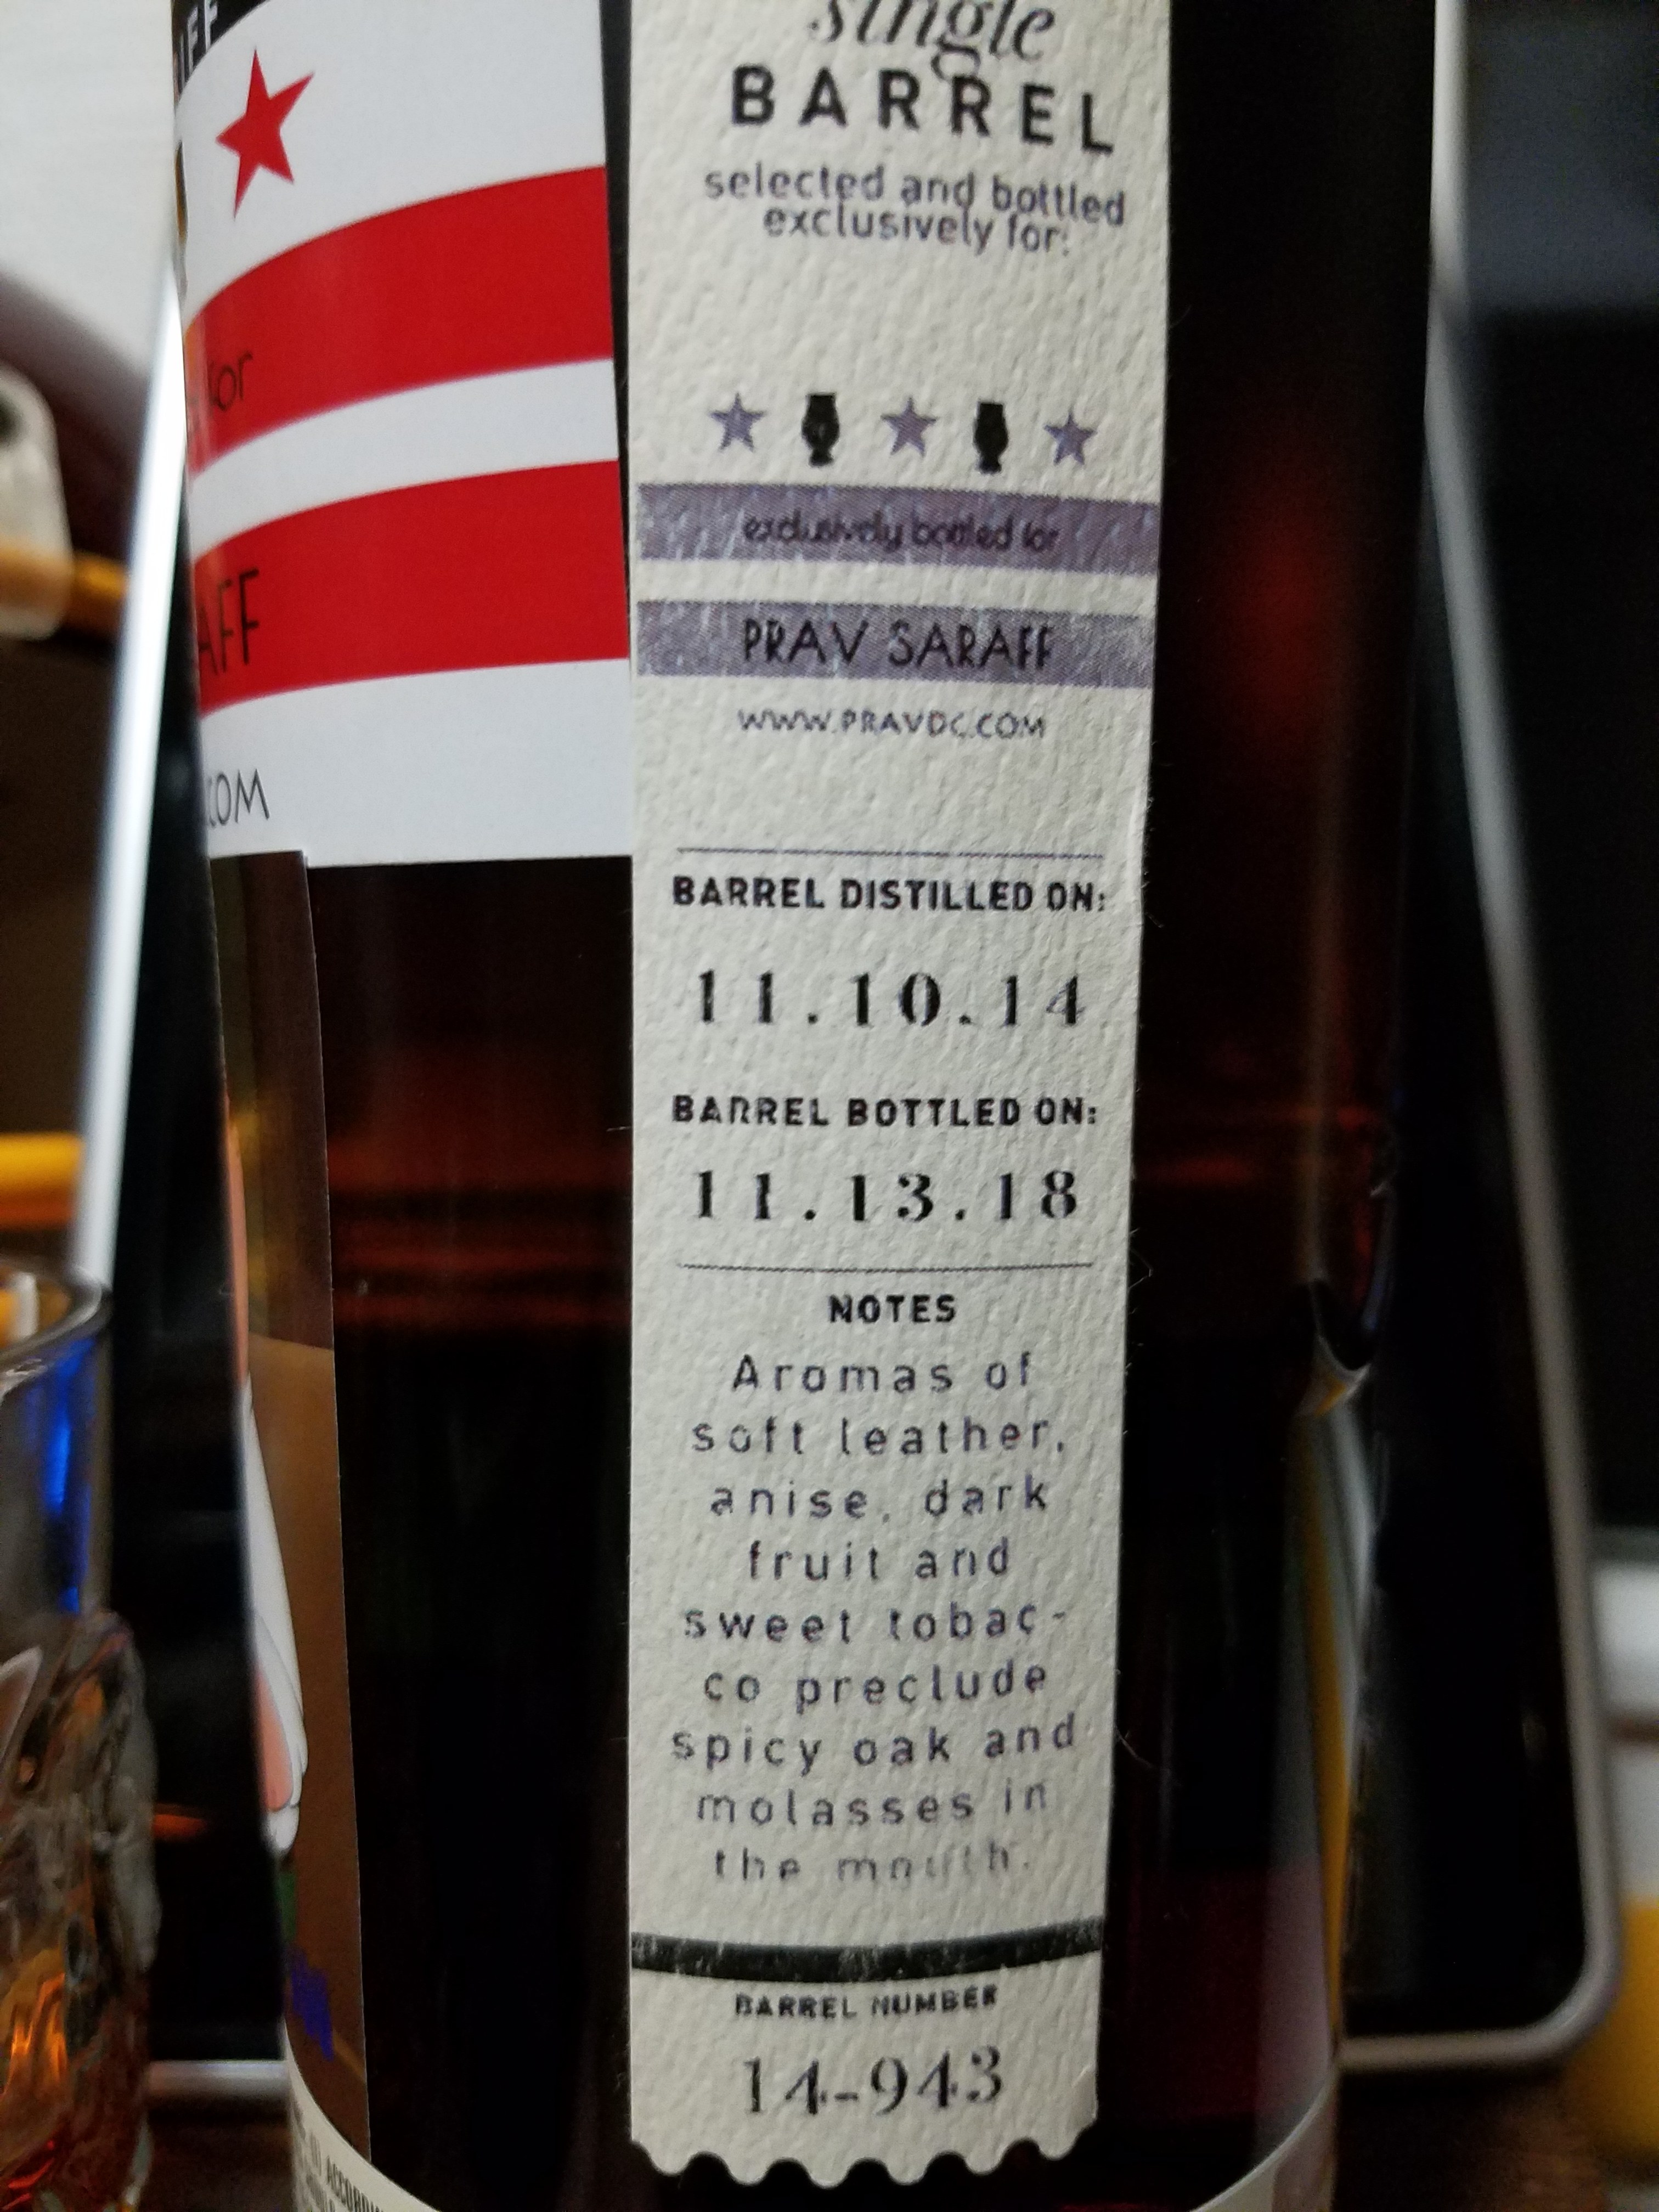 single
BARREL
selected and bottled
exclusively for:
exclusively bottled for
PRAV SARAFF
WWW.PRAVDC.COM
BARREL DISTILLED ON:
11.10.14
BARREL BOTTLED ON:
11.13.18
NOTES
Aromas of
soft leather,
anise, dark
fruit and
sweet tobac-
co preclude
spicy oak and
molasses in
the mouth.
BARREL NUMBER
14-943
for
AFF
.COM